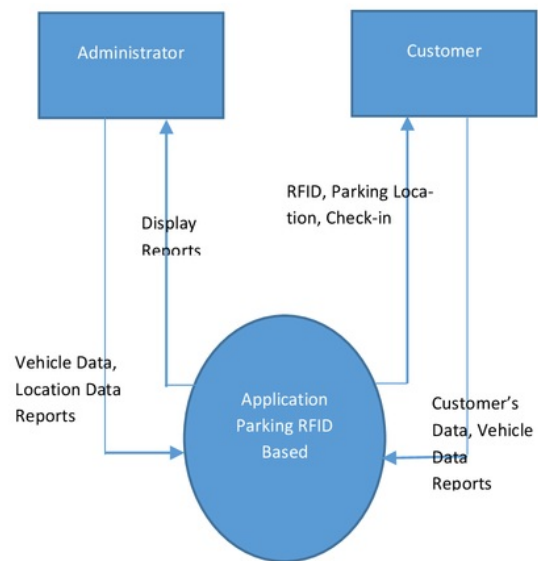 Administrator
Customer
RFID, Parking Loca-
tion, Check-in
Display
Reports
Vehicle Data,
Location Data
Reports
Application
Parking RFID
Based
Customer’s
Data, Vehicle
Data
Reports